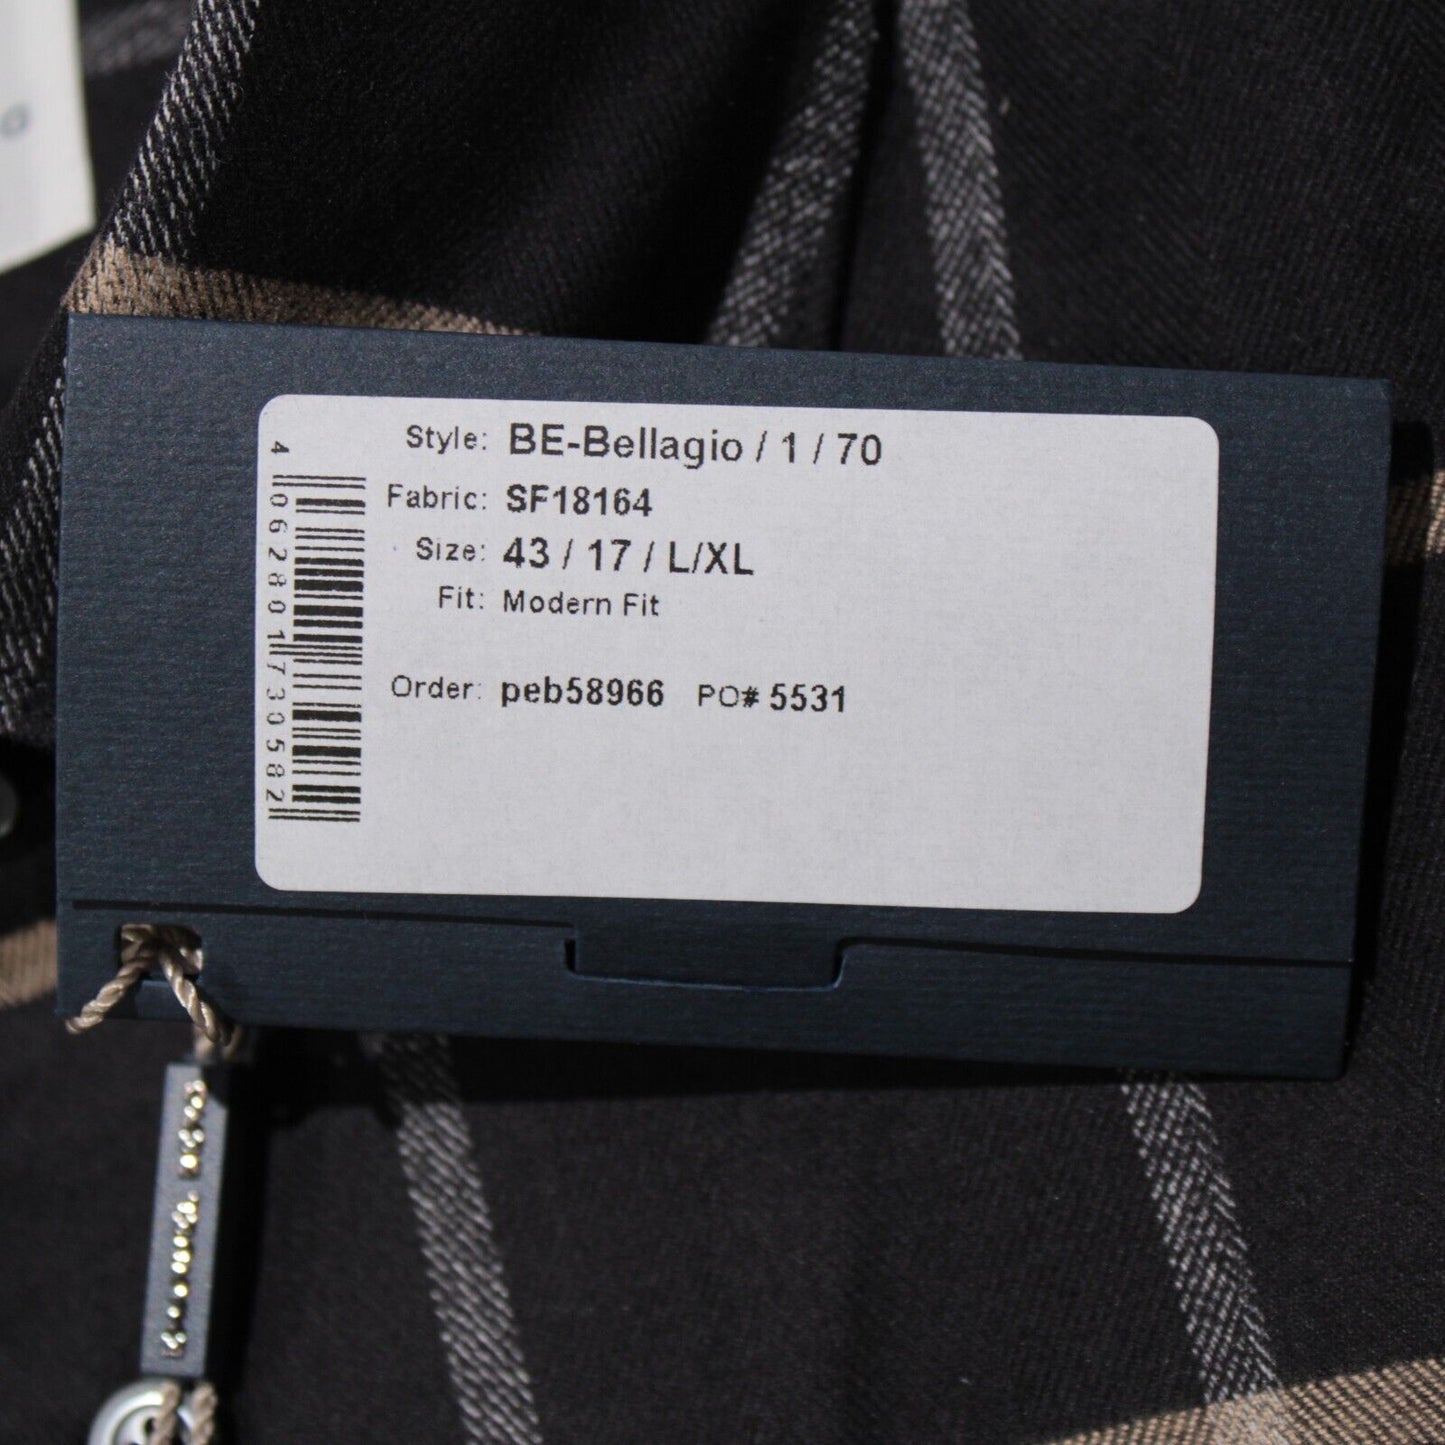 Style: BE-Bellagio / 1 / 70
Fabric: SF18164
Size: 43 / 17 / L/XL
Fit: Modern Fit
Order: peb58966 PO# 5531
4 062801 730582